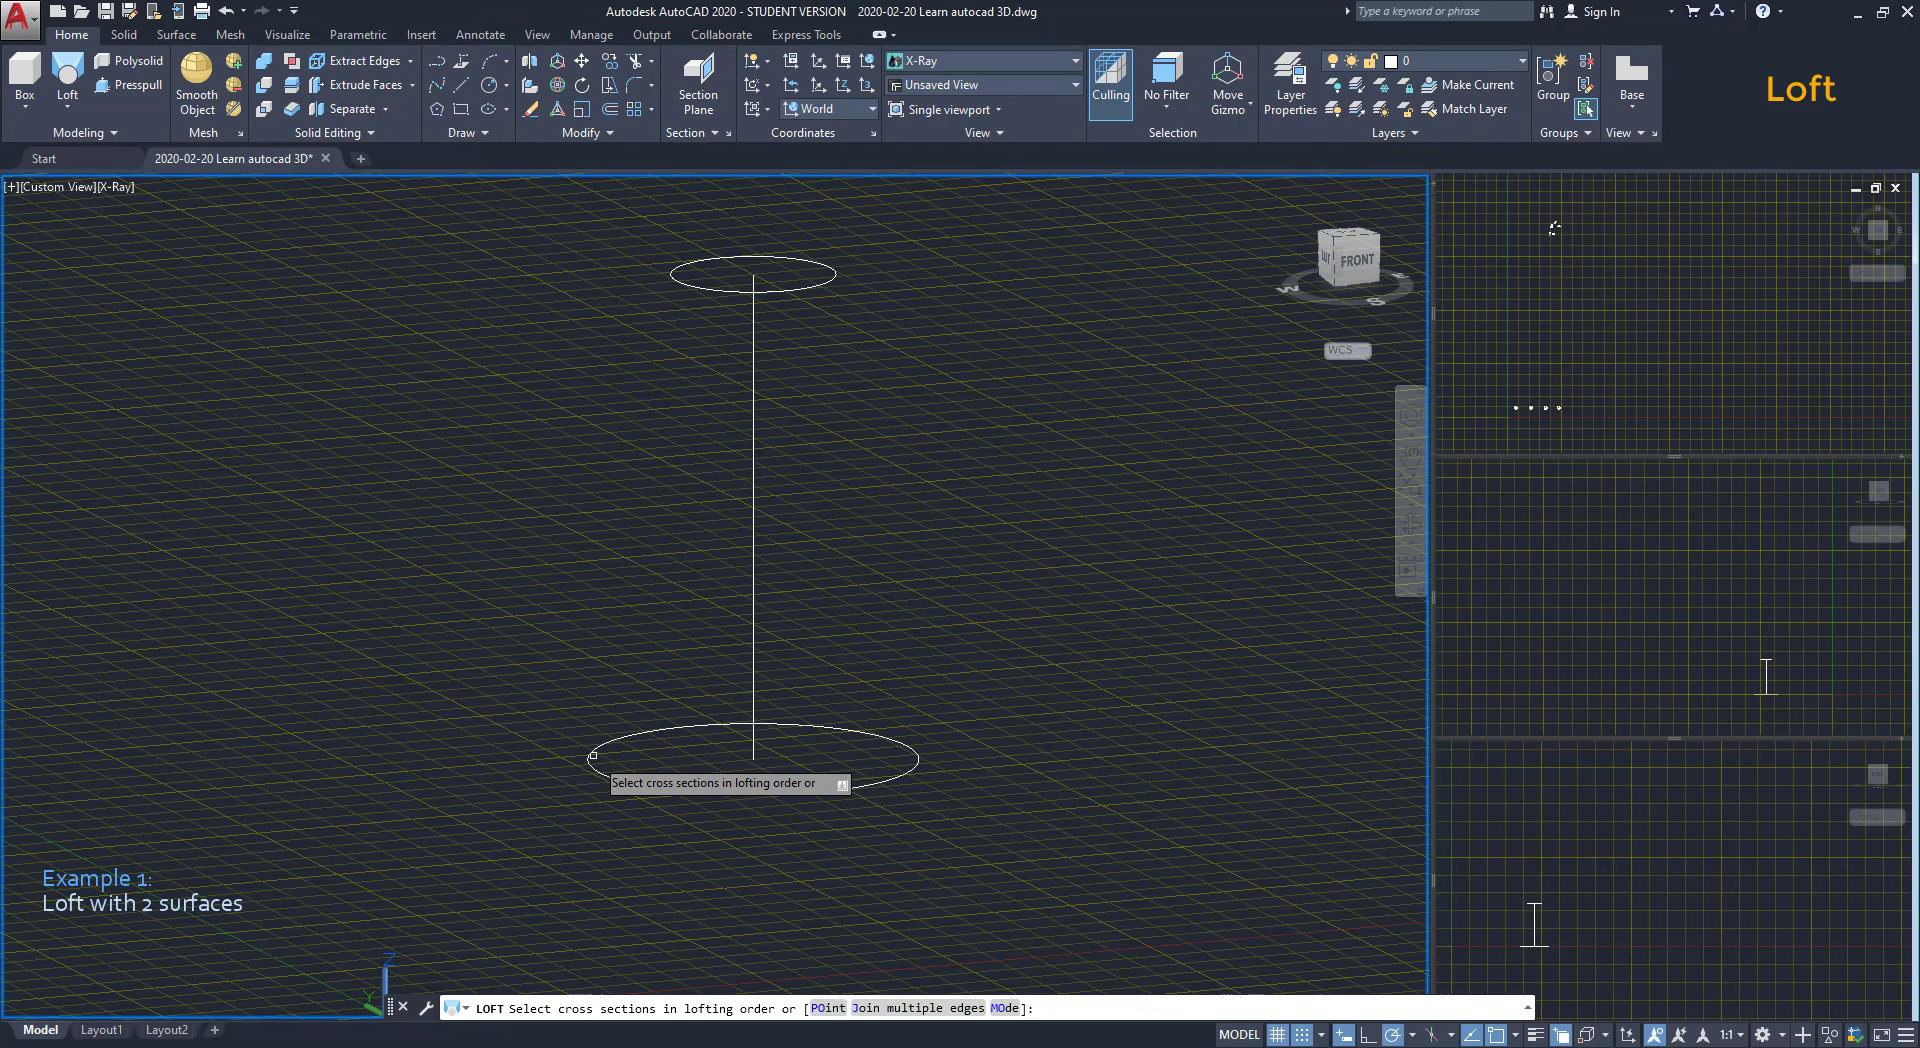 Autodesk AutoCAD 2020 - STUDENT VERSION 2020-02-20 Learn autocad 3D.dwg
Type a keyword or phrase
Sign In
Home Solid Surface Mesh Visualize Parametric Insert Annotate View Manage Output Collaborate Express Tools
Box
Loft
Polysolid
Presspull
Modeling
Smooth
Object
Mesh
Extract Edges
Extrude Faces
Separate
Solid Editing
Draw
Modify
Section
Plane
Section
World
Coordinates
X-Ray
Unsaved View
Single viewport
View
Culling
No Filter
Move
Gizmo
Selection
Layer
Properties
0
Make Current
Match Layer
Layers
Group
Groups
Base
View
Loft
Start
2020-02-20 Learn autocad 3D*
[+][Custom View][X-Ray]
FRONT
W
S
WCS
N
W
E
S
Select cross sections in lofting order or
Example 1:
Loft with 2 surfaces
Z
Y
LOFT Select cross sections in lofting order or [POint Join multiple edges MOde]:
Model Layout1 Layout2
MODEL
1:1